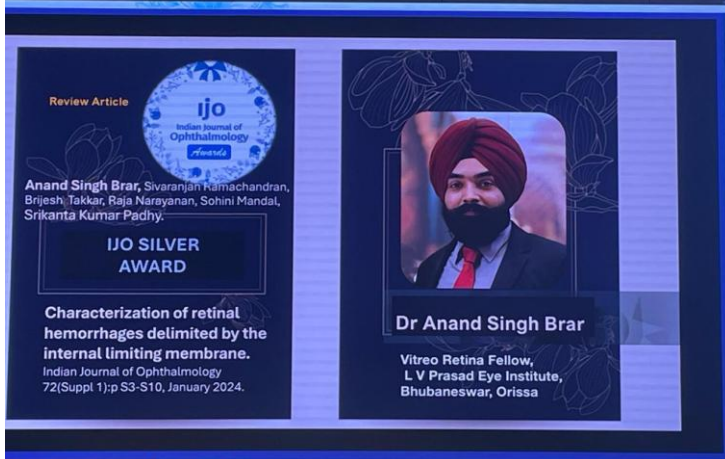 Review Article
ijo
Indian Journal of
Ophthalmology
Awards
Anand Singh Brar, Sivaranjan Ramachandran,
Brijesh Takkar, Raja Narayanan, Sohini Mandal,
Srikanta Kumar Padhy.
IJO SILVER
AWARD
Characterization of retinal
hemorrhages delimited by the
internal limiting membrane.
Indian Journal of Ophthalmology
72(Suppl 1):p S3-S10, January 2024.
Dr Anand Singh Brar
Vitreo Retina Fellow,
L V Prasad Eye Institute,
Bhubaneswar, Orissa